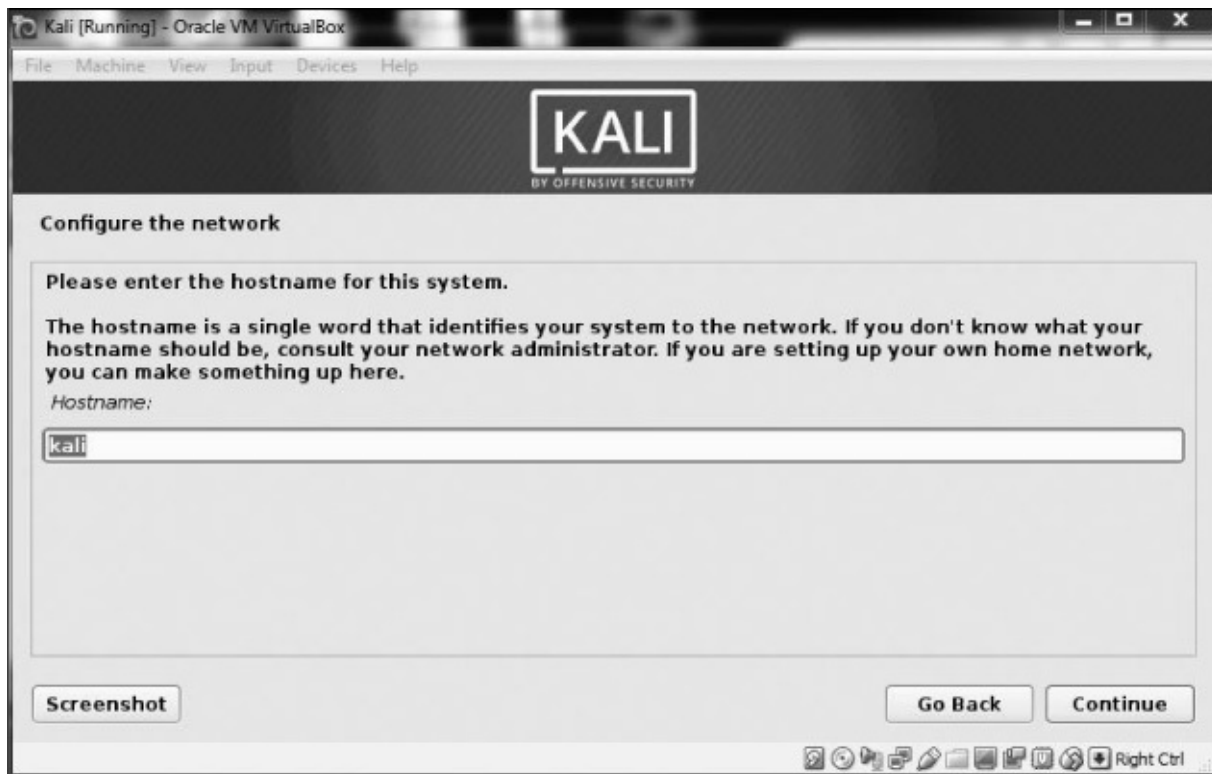 Kali [Running] - Oracle VM VirtualBox
File Machine View Input Devices Help
KALI
BY OFFENSIVE SECURITY
Configure the network
Please enter the hostname for this system.
The hostname is a single word that identifies your system to the network. If you don't know what your
hostname should be, consult your network administrator. If you are setting up your own home network,
you can make something up here.
Hostname:
kali
Screenshot
Go Back
Continue
Right Ctrl